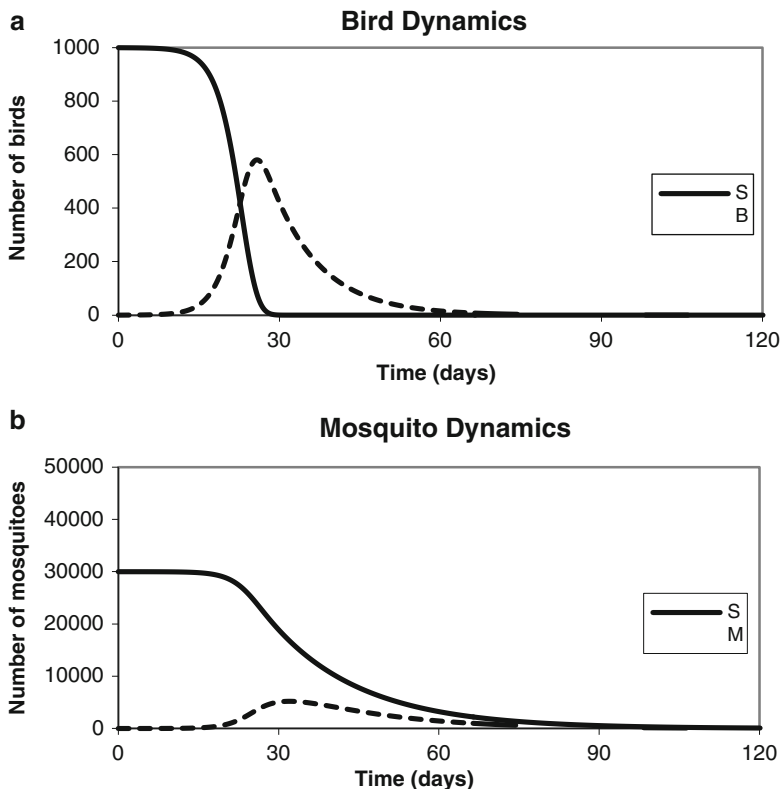 a
Bird Dynamics
Number of birds
1000
800
600
400
200
0
S
B
0 30 60 90 120
Time (days)
b
Mosquito Dynamics
Number of mosquitoes
50000
40000
30000
20000
10000
0
S
M
0 30 60 90 120
Time (days)